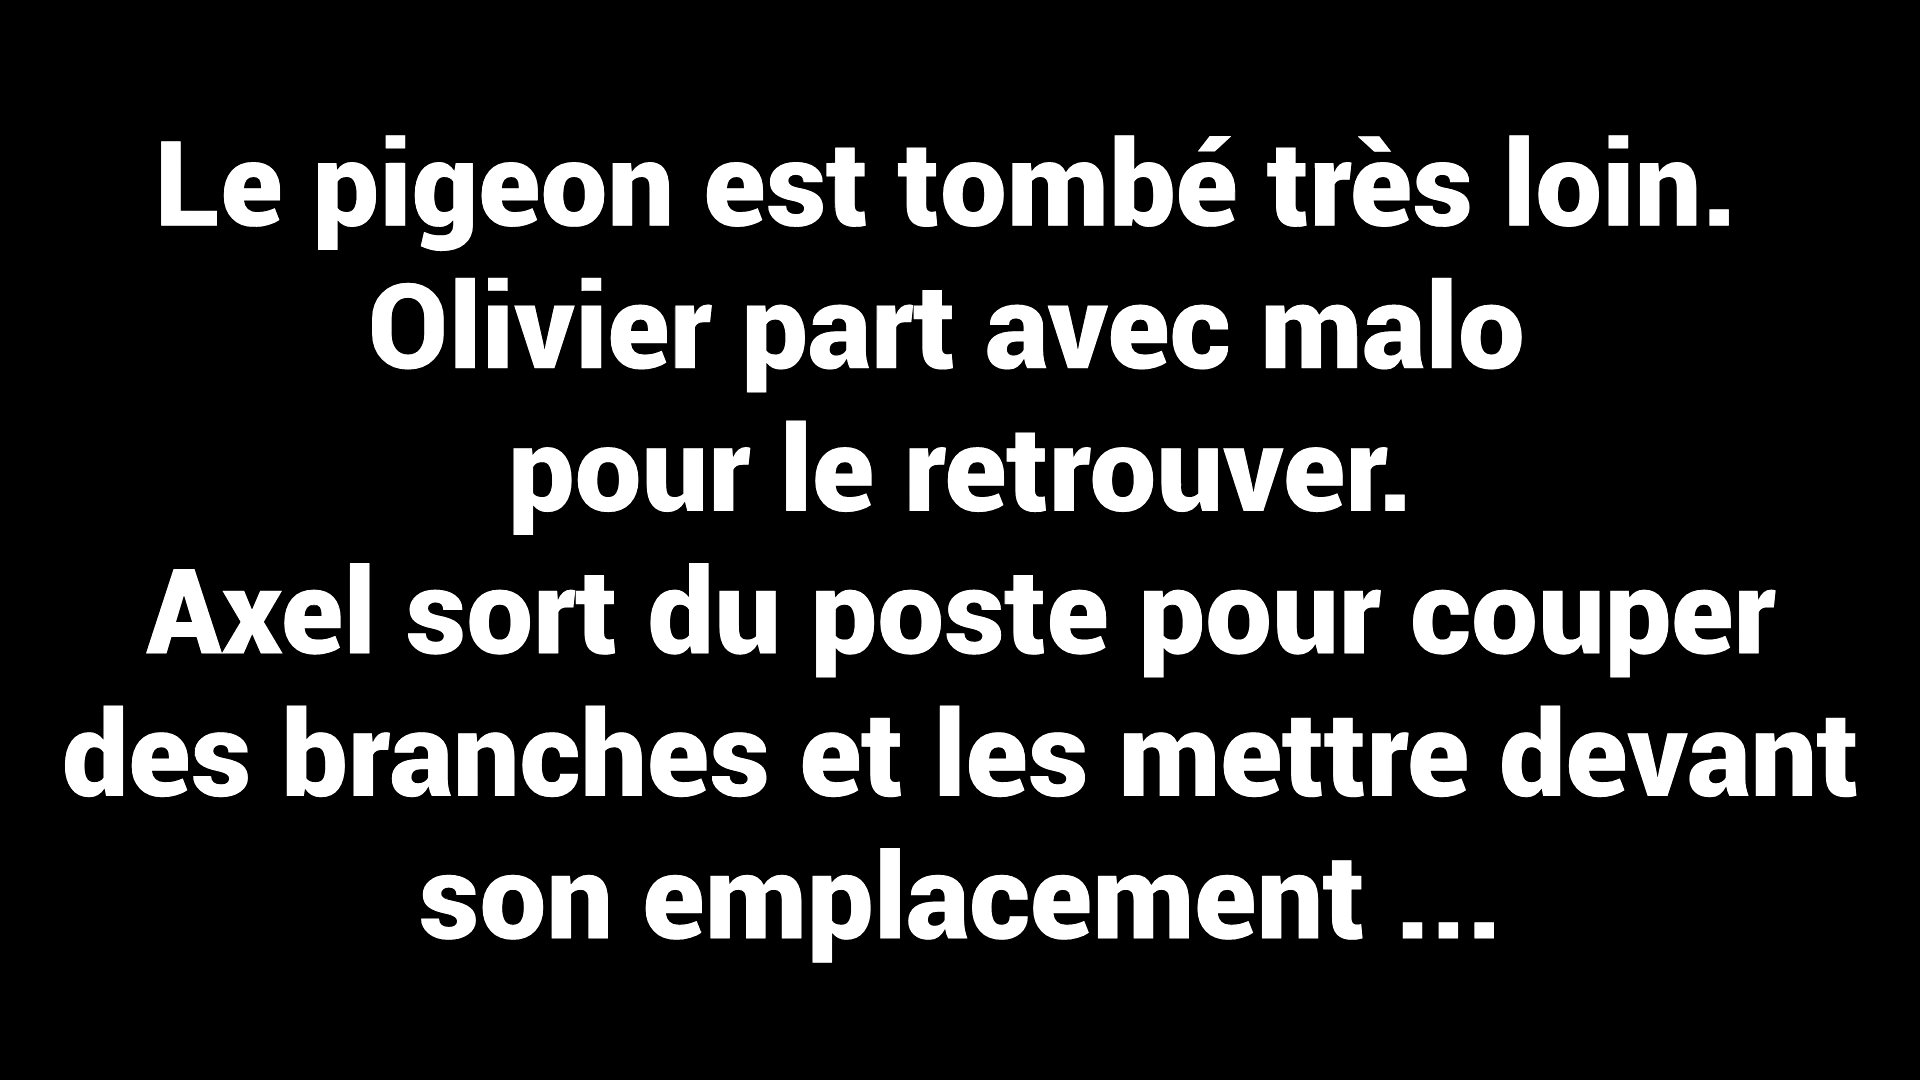 Le pigeon est tombé très loin.
Olivier part avec malo
pour le retrouver.
Axel sort du poste pour couper
des branches et les mettre devant
son emplacement ...